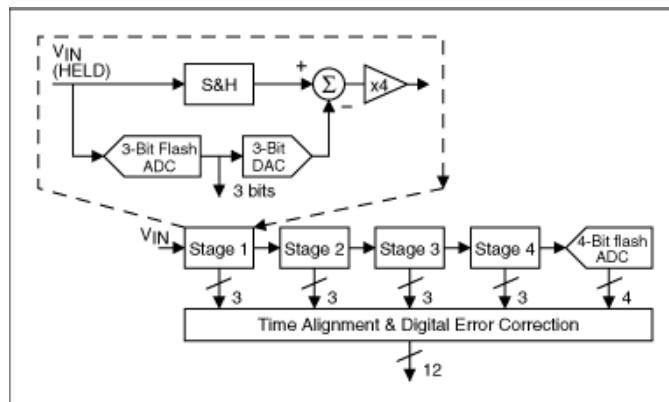 VIN
(HELD)
S&H
+
Σ
−
x4
3-Bit Flash
ADC
3-Bit
DAC
3 bits
VIN
Stage 1
Stage 2
Stage 3
Stage 4
4-Bit flash
ADC
3
3
3
3
4
Time Alignment & Digital Error Correction
12